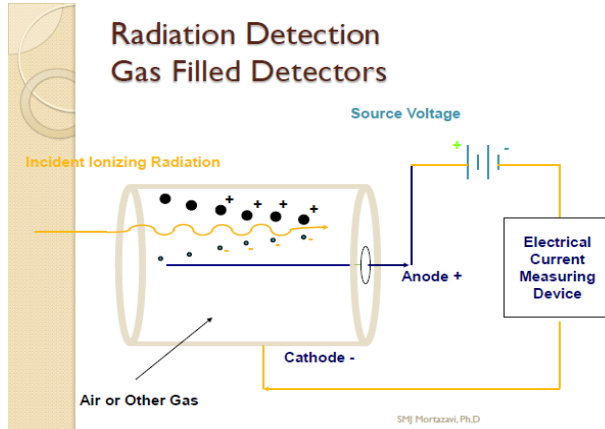 Radiation Detection
Gas Filled Detectors
Source Voltage
+ -
Incident Ionizing Radiation
+ + + +
- - - -
Anode +
Electrical
Current
Measuring
Device
Cathode -
Air or Other Gas
SMJ Mortazavi, Ph.D